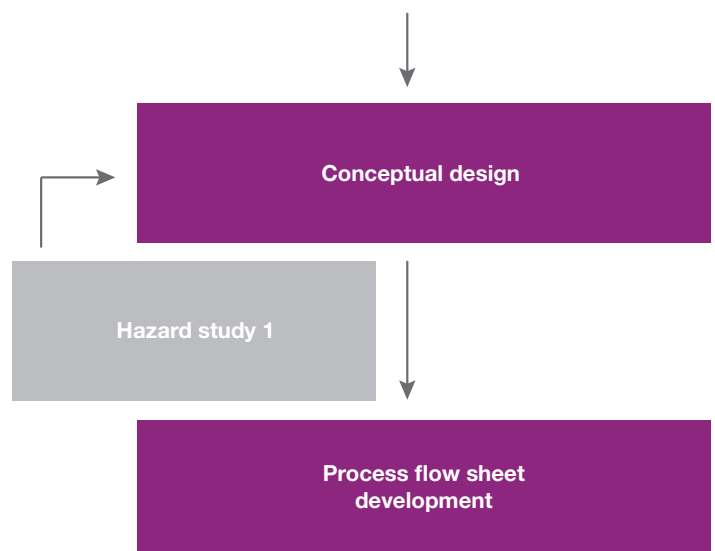 Conceptual design
Hazard study 1
Process flow sheet
development